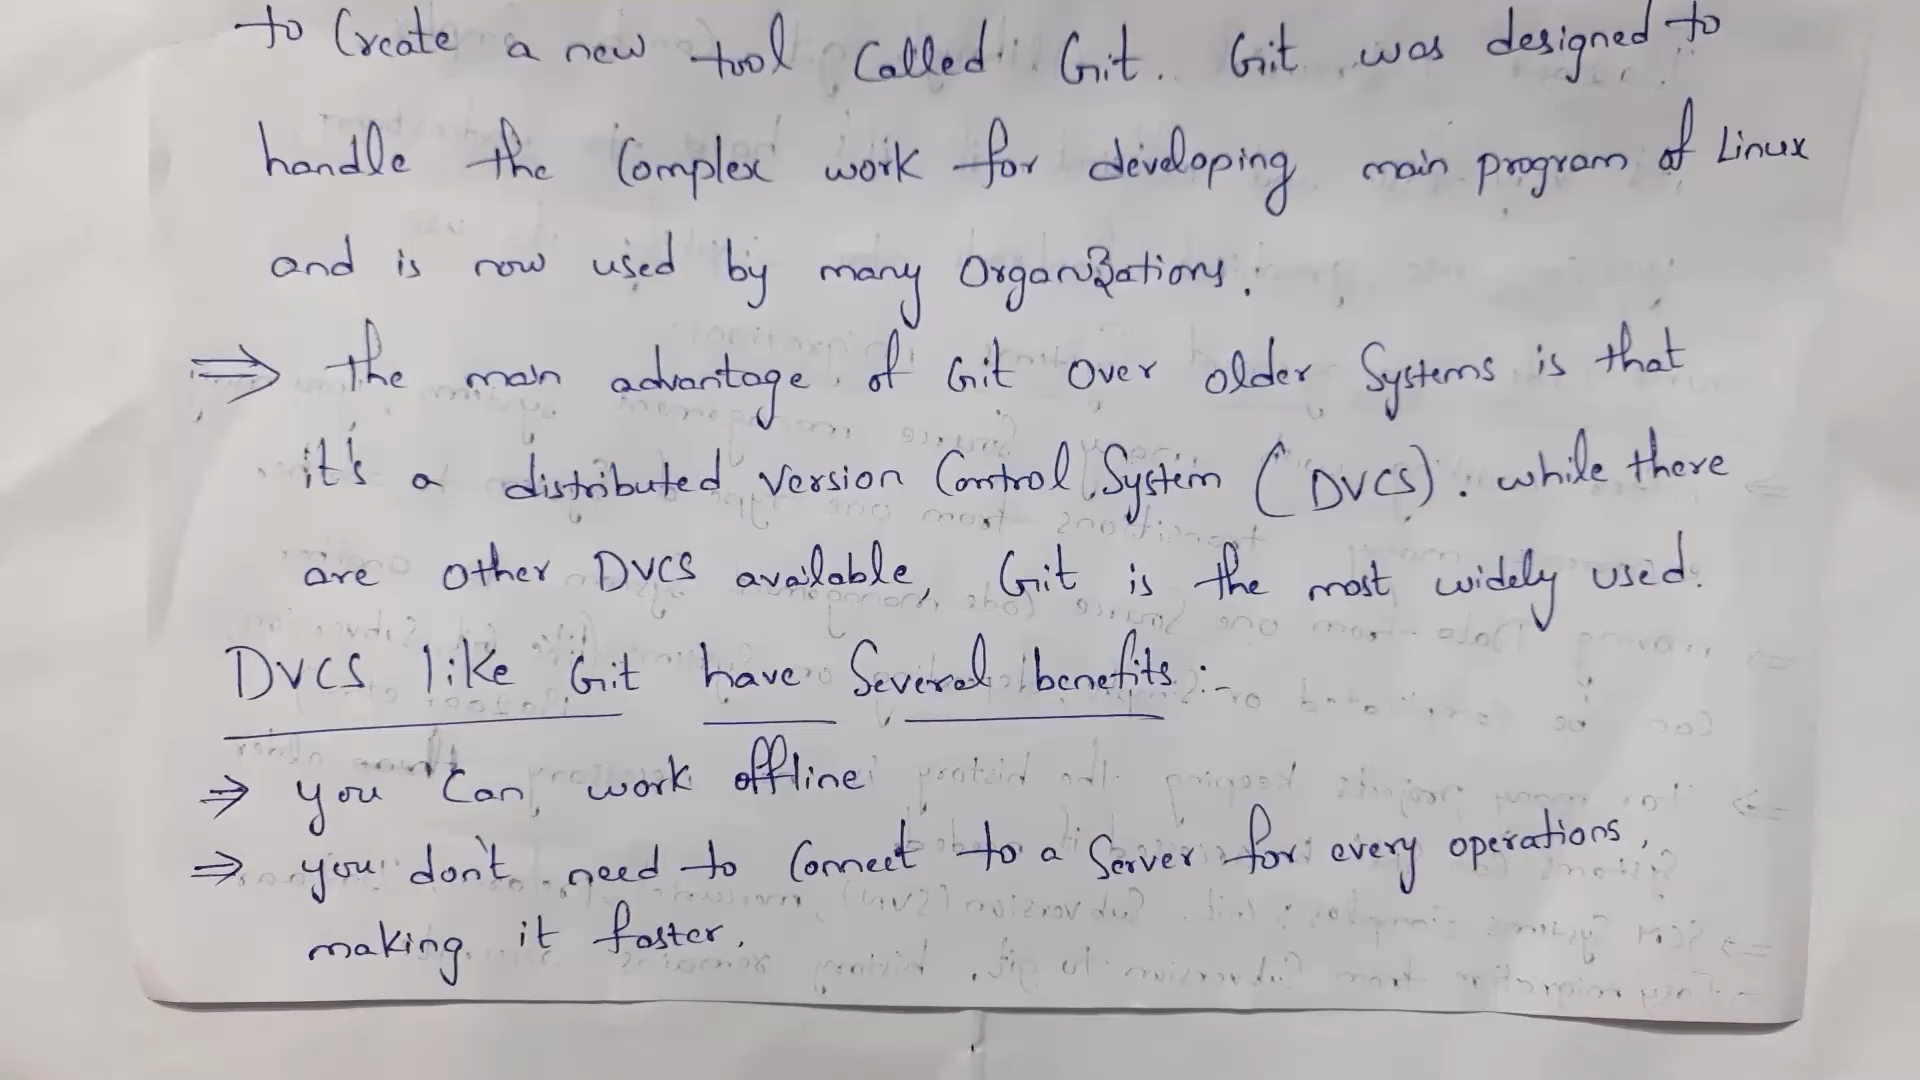 to Create a new tool Called Git. Git was designed to
handle the Complex work for developing main program of Linux
and is now used by many Organizations.
⇒ the main advantage of Git Over older Systems is that
it's a distributed Version Control System (DVCS). while there
are other DVCS available, Git is the most widely used.
DVCS like Git have Several benefits:-
⇒ you Can work offline
⇒ you don't need to Connect to a Server for every operations,
making it faster.